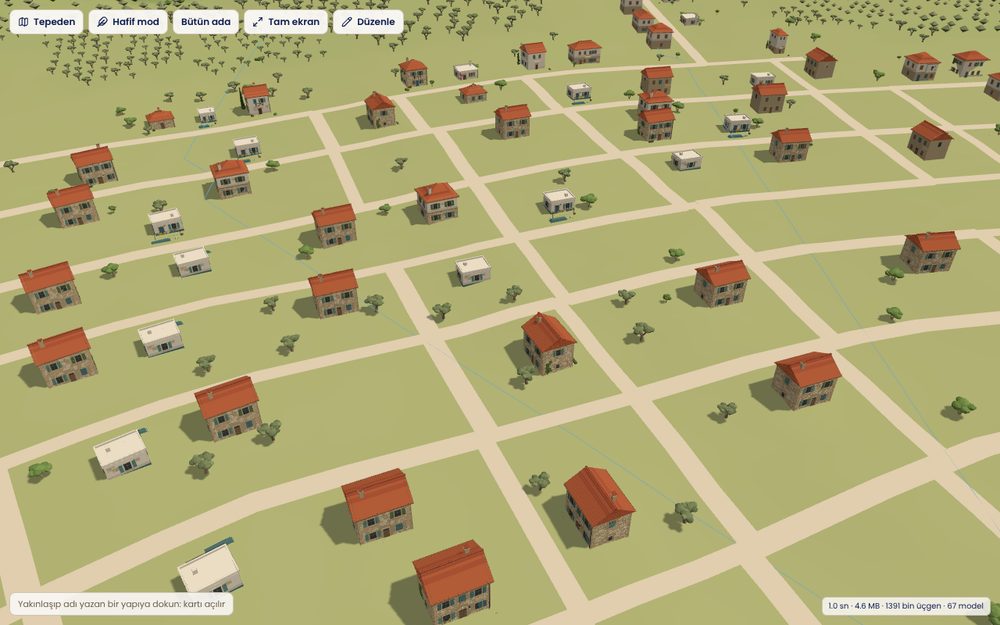 Tepeden
Hafif mod
Bütün ada
Tam ekran
Düzenle
Yakınlaşıp adı yazan bir yapıya dokun: kartı açılır
1.0 sn · 4.6 MB · 1391 bin üçgen · 67 model